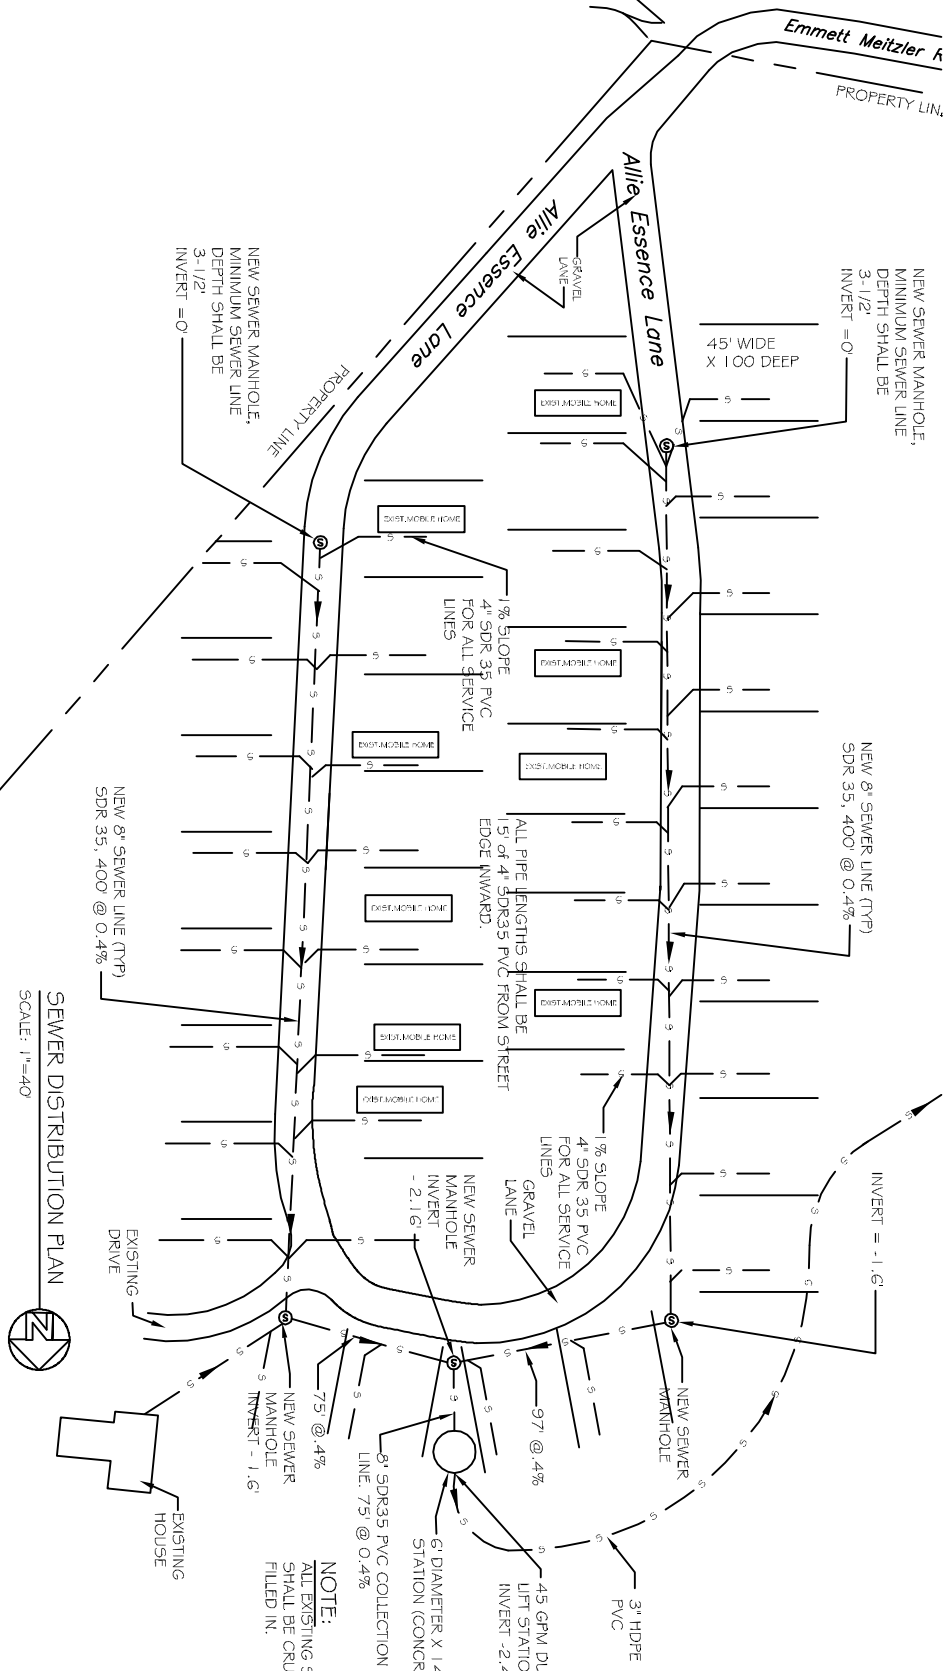 Emmett Meitzler R
PROPERTY LINE
Allie Essence Lane
Allie Essence Lane
GRAVEL
LANE
NEW SEWER MANHOLE,
MINIMUM SEWER LINE
DEPTH SHALL BE
3-1/2'
INVERT =0'
NEW SEWER MANHOLE,
MINIMUM SEWER LINE
DEPTH SHALL BE
3-1/2'
INVERT =0'
45' WIDE
X 100 DEEP
PROPERTY LINE
EXIST.MOBILE HOME
EXIST.MOBILE HOME
EXIST.MOBILE HOME
EXIST.MOBILE HOME
EXIST.MOBILE HOME
EXIST.MOBILE HOME
EXIST.MOBILE HOME
EXIST.MOBILE HOME
EXIST.MOBILE HOME
1% SLOPE
4" SDR 35 PVC
FOR ALL SERVICE
LINES
NEW 8" SEWER LINE (TYP)
SDR 35, 400' @ 0.4%
NEW 8" SEWER LINE (TYP)
SDR 35, 400' @ 0.4%
ALL PIPE LENGTHS SHALL BE
15' of 4" SDR35 PVC FROM STREET
EDGE INWARD.
1% SLOPE
4" SDR 35 PVC
FOR ALL SERVICE
LINES
GRAVEL
LANE
NEW SEWER
MANHOLE
INVERT
- 2.16'
INVERT = -1.6'
SEWER DISTRIBUTION PLAN
SCALE: 1"=40'
N
EXISTING
DRIVE
NEW SEWER
MANHOLE
97' @.4%
75' @.4%
NEW SEWER
MANHOLE
INVERT - 1.6'
8" SDR35 PVC COLLECTION
LINE. 75' @ 0.4%
6' DIAMETER X 14
STATION (CONCR
45 GPM DU
LIFT STATIO
INVERT -2.4
3" HDPE
PVC
EXISTING
HOUSE
NOTE:
ALL EXISTING S
SHALL BE CRU
FILLED IN.